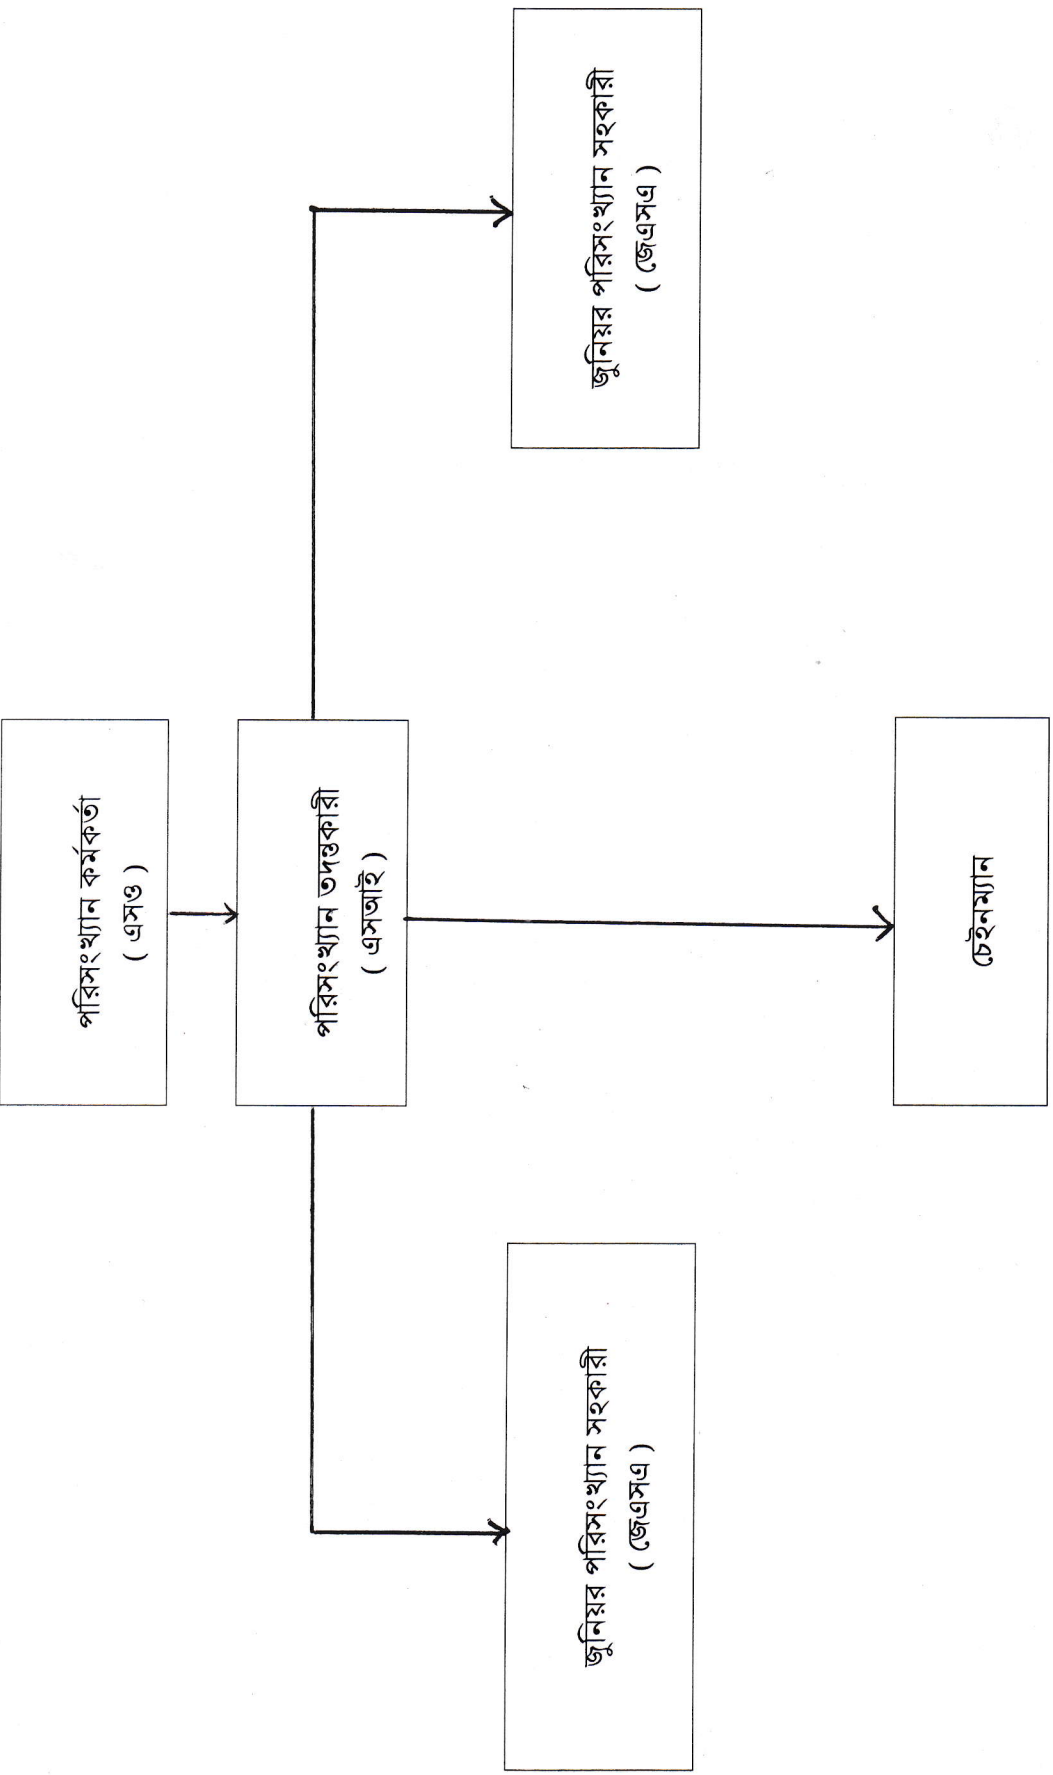 পরিসংখ্যান কর্মকর্তা
( এসও )
পরিসংখ্যান তদন্তকারী
( এসআই )
জুনিয়র পরিসংখ্যান সহকারী
( জেএসএ )
জুনিয়র পরিসংখ্যান সহকারী
( জেএসএ )
চেইনম্যান